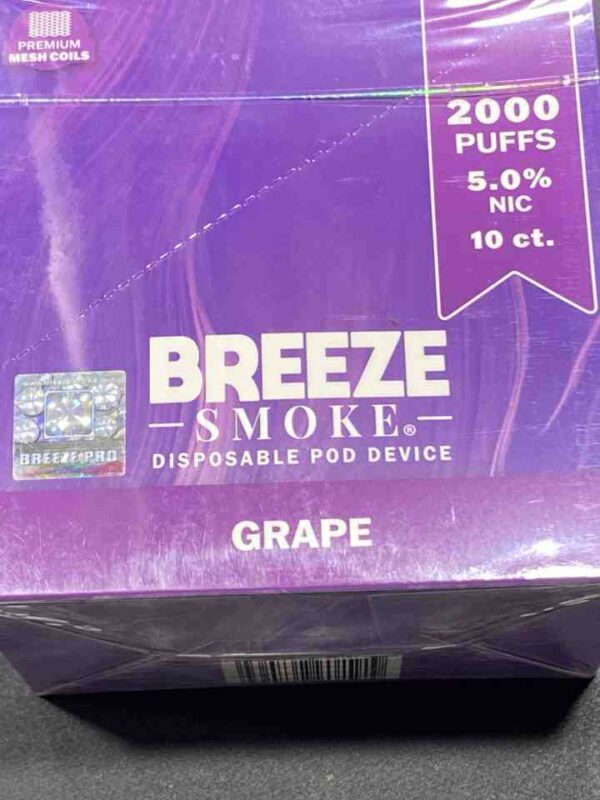 PREMIUM
MESH COILS
2000
PUFFS
5.0%
NIC
10 ct.
BREEZE
SMOKE®
DISPOSABLE POD DEVICE
BREEZE PRO
GRAPE